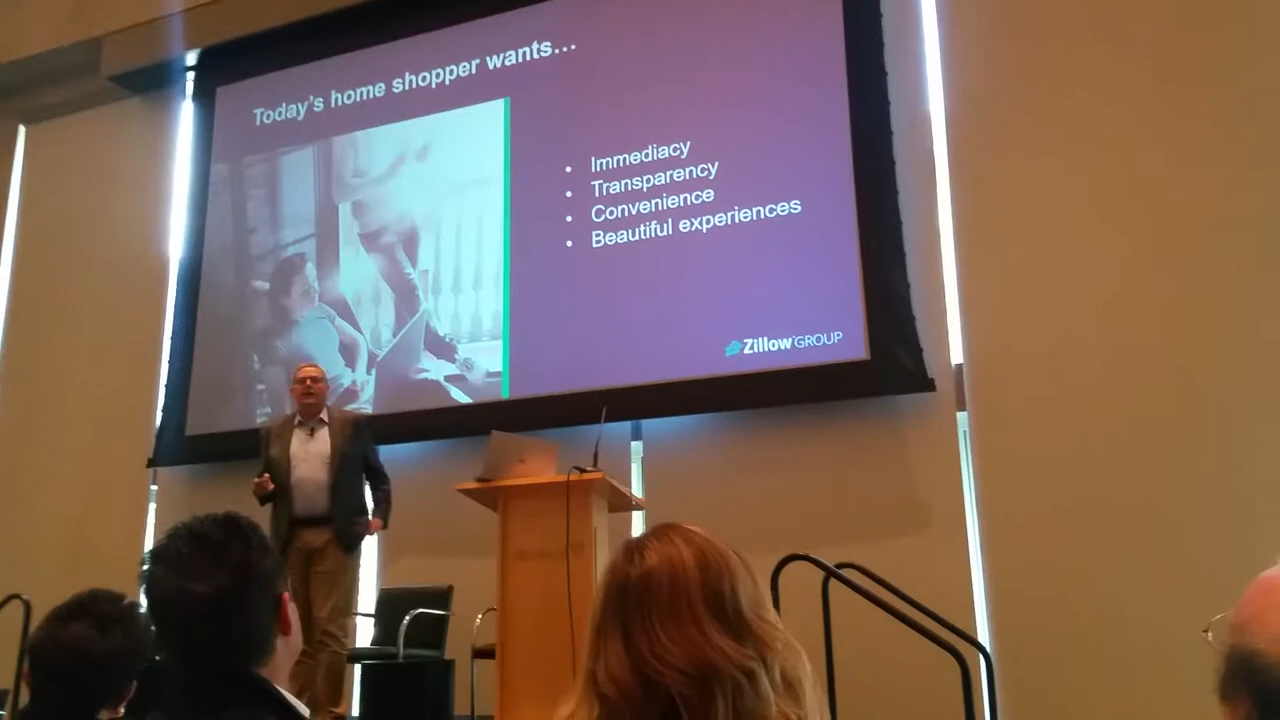 Today's home shopper wants...
• Immediacy
• Transparency
• Convenience
• Beautiful experiences
Zillow GROUP